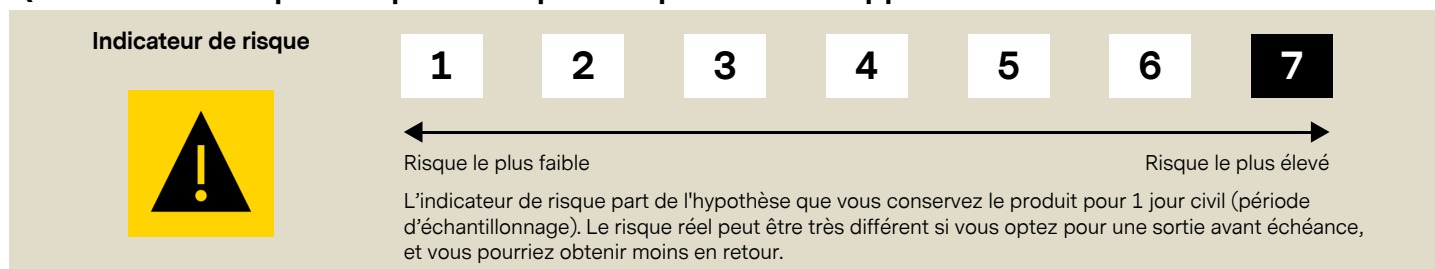 Indicateur de risque
1 2 3 4 5 6 7
Risque le plus faible Risque le plus élevé
L'indicateur de risque part de l'hypothèse que vous conservez le produit pour 1 jour civil (période
d'échantillonnage). Le risque réel peut être très différent si vous optez pour une sortie avant échéance,
et vous pourriez obtenir moins en retour.